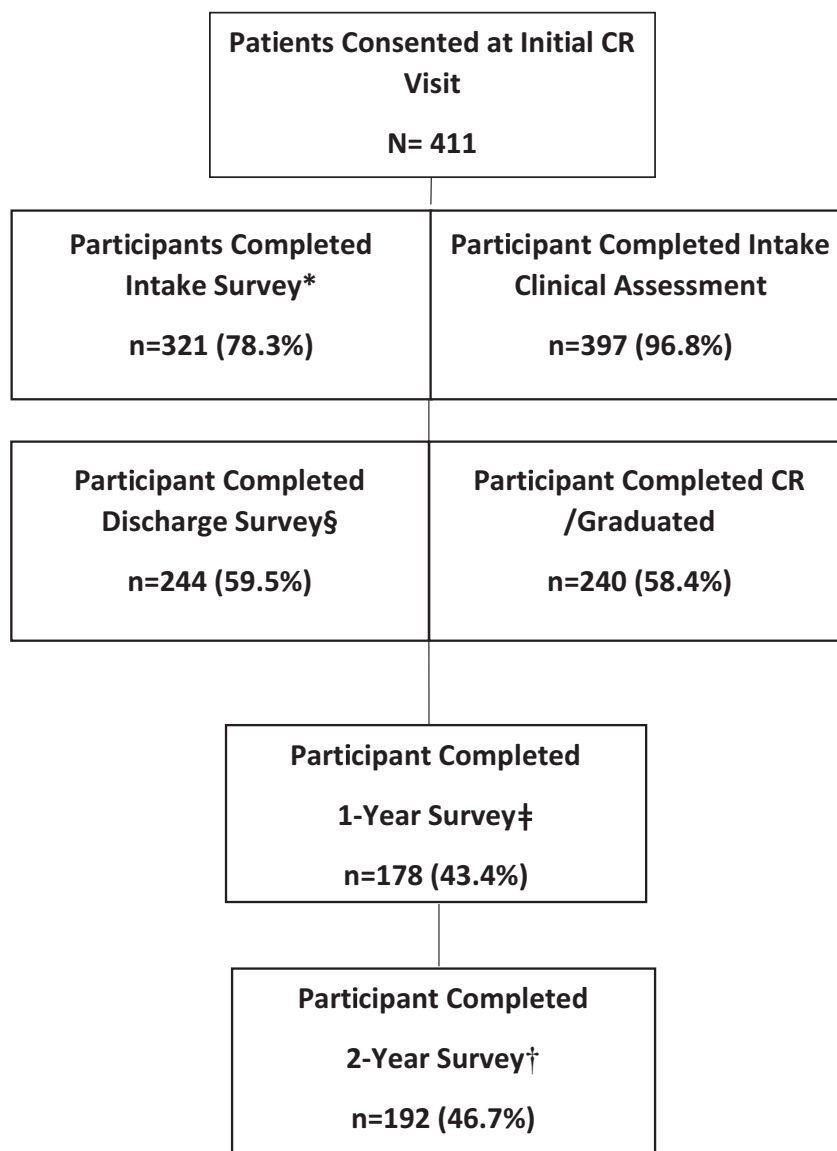 Patients Consented at Initial CR
Visit
N= 411
Participants Completed
Intake Survey*
n=321 (78.3%)
Participant Completed Intake
Clinical Assessment
n=397 (96.8%)
Participant Completed
Discharge Survey§
n=244 (59.5%)
Participant Completed CR
/Graduated
n=240 (58.4%)
Participant Completed
1-Year Survey‡
n=178 (43.4%)
Participant Completed
2-Year Survey†
n=192 (46.7%)